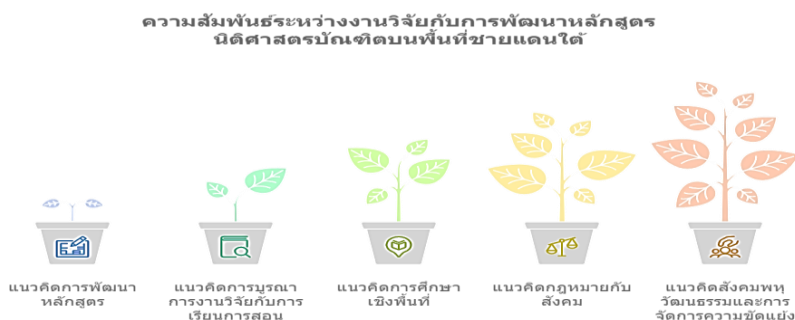 ความสัมพันธ์ระหว่างงานวิจัยกับการพัฒนาหลักสูตร
นิติศาสตรบัณฑิตบนพื้นที่ชายแดนใต้
แนวคิดการพัฒนา
หลักสูตร
แนวคิดการบูรณา
การงานวิจัยกับการ
เรียนการสอน
แนวคิดการศึกษา
เชิงพื้นที่
แนวคิดกฎหมายกับ
สังคม
แนวคิดสังคมพหุ
วัฒนธรรมและการ
จัดการความขัดแย้ง